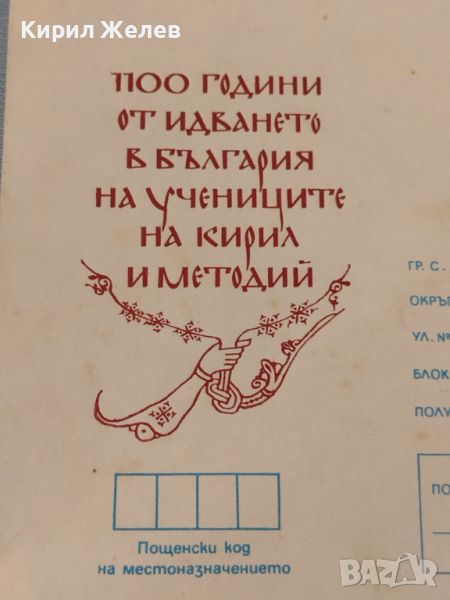 Кирил Желев
1100 ГОДИНИ
ОТ ИДВАНЕТО
В БЪЛГАРИЯ
НА УЧЕНИЦИТЕ
НА КИРИЛ
И МЕТОДИЙ
ГР. С.
ОКРЪ
УЛ. №
БЛОК
ПОЛУ
ПО
Пощенски код
на местоназначението
bazar